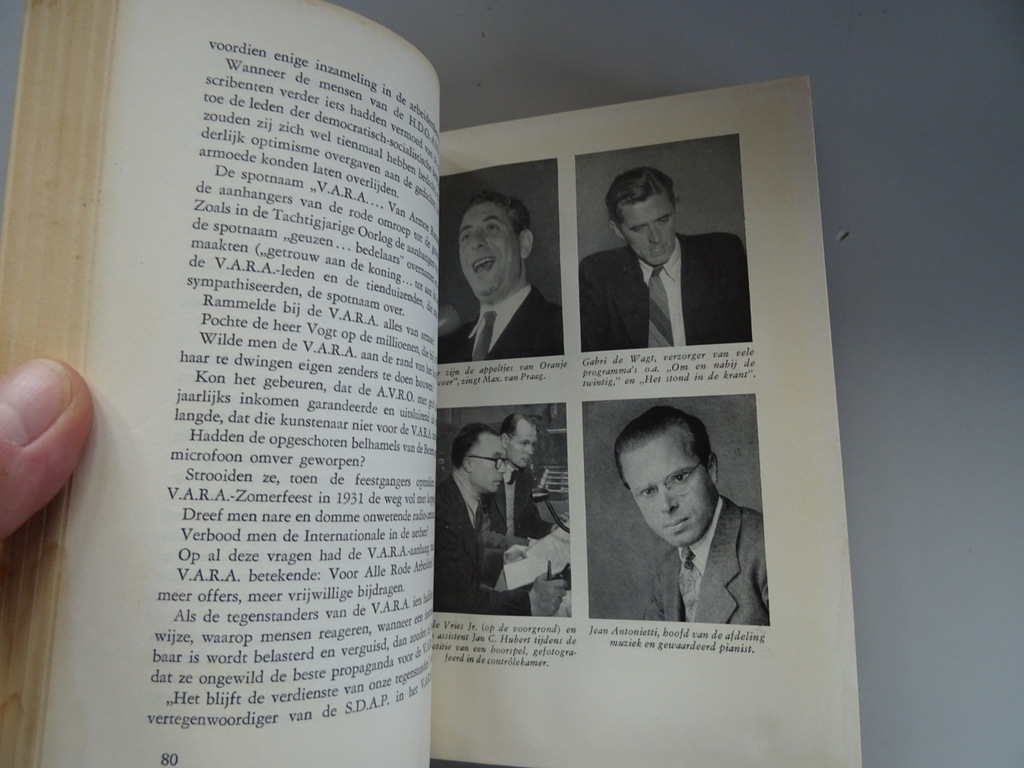 voordien enige inzameling in de
Wanneer de mensen van de H.D.O.
scribenten verder iets hadden vermoed van
toe de leden der democratisch-socialistische
zouden zij zich wel tienmaal hebben
derlijk optimisme overgaven aan de
armoede konden laten overlijden.
De spotnaam „V.A.R.A.... Van Armoe
de aanhangers van de rode omroep tot de
Zoals in de Tachtigjarige Oorlog de
de spotnaam „geuzen... bedelaars"
maakten („getrouw aan de koning... tot
de V.A.R.A.-leden en de tienduizenden, die
sympathiseerden, de spotnaam over.
Rammelde bij de V.A.R.A. alles van
Pochte de heer Vogt op de millioenen,
Wilde men de V.A.R.A. aan de rand van
haar te dwingen eigen zenders te doen
Kon het gebeuren, dat de A.V.R.O. met
jaarlijks inkomen garandeerde en
langde, dat die kunstenaar niet voor de V.A.R.A.
Hadden de opgeschoten belhamels van de
microfoon omver geworpen?
Strooiden ze, toen de feestgangers
V.A.R.A.-Zomerfeest in 1931 de weg vol met
Dreef men nare en domme onwetende
Verbood men de Internationale in de aether?
Op al deze vragen had de V.A.R.A.-aanhang
V.A.R.A. betekende: Voor Alle Rode
meer offers, meer vrijwillige bijdragen.
Als de tegenstanders van de V.A.R.A. iets
wijze, waarop mensen reageren, wanneer een
baar is wordt belasterd en verguisd, dan
dat ze ongewild de beste propaganda voor de
„Het blijft de verdienste van onze
vertegenwoordiger van de S.D.A.P. in het
80
zijn de appeltjes van Oranje
weer", zingt Max. van Praag.
Gabri de Wagt, verzorger van vele
programma's o.a. „Om en nabij de
twintig," en „Het stond in de krant".
de Vries Jr. (op de voorgrond) en
assistent Jan C. Hubert tijdens de
van een hoorspel, gefotogra-
feerd in de contrôlekamer.
Jean Antonietti, hoofd van de afdeling
muziek en gewaardeerd pianist.